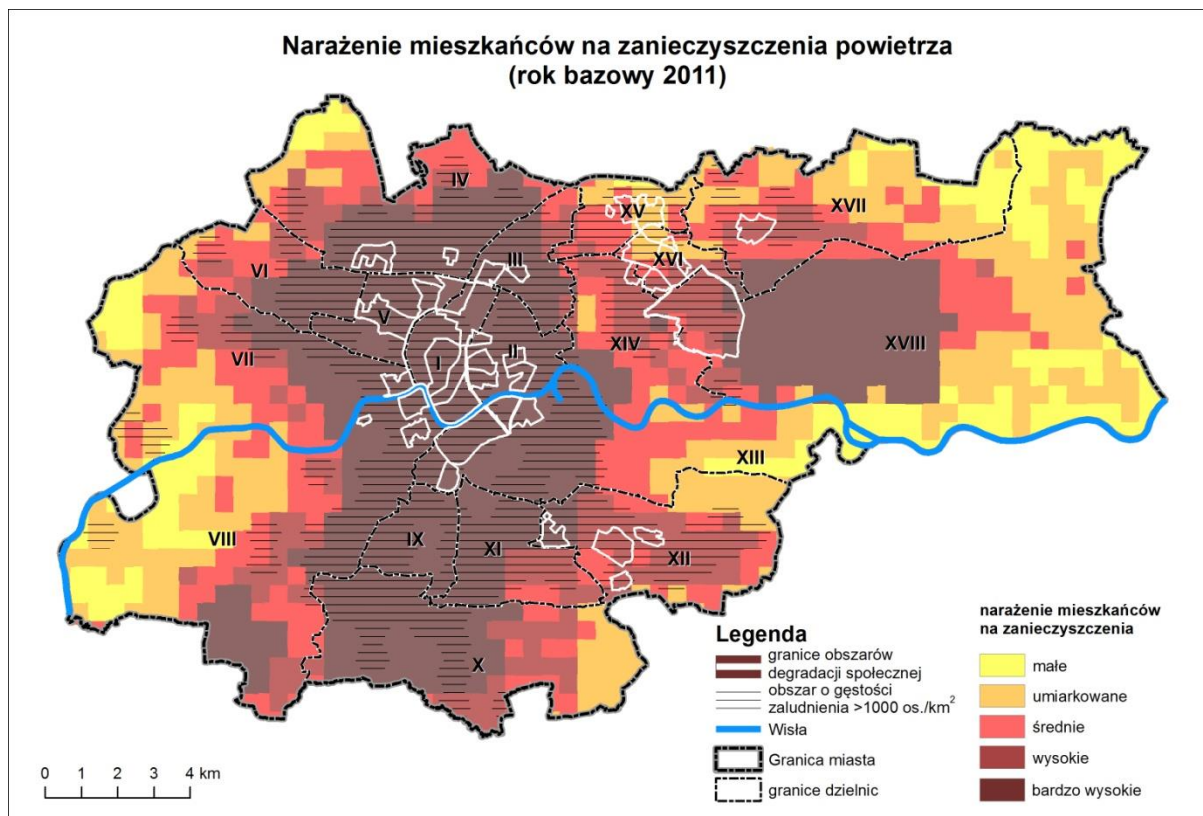 Narażenie mieszkańców na zanieczyszczenia powietrza
(rok bazowy 2011)
IV
XV
XVII
III
XVI
VI
V
XIV
XVIII
VII
I
II
XIII
VIII
IX
XI
XII
X
Legenda
granice obszarów
degradacji społecznej
obszar o gęstości
zaludnienia >1000 os./km²
Wisła
Granica miasta
granice dzielnic
narażenie mieszkańców
na zanieczyszczenia
małe
umiarkowane
średnie
wysokie
bardzo wysokie
0 1 2 3 4 km